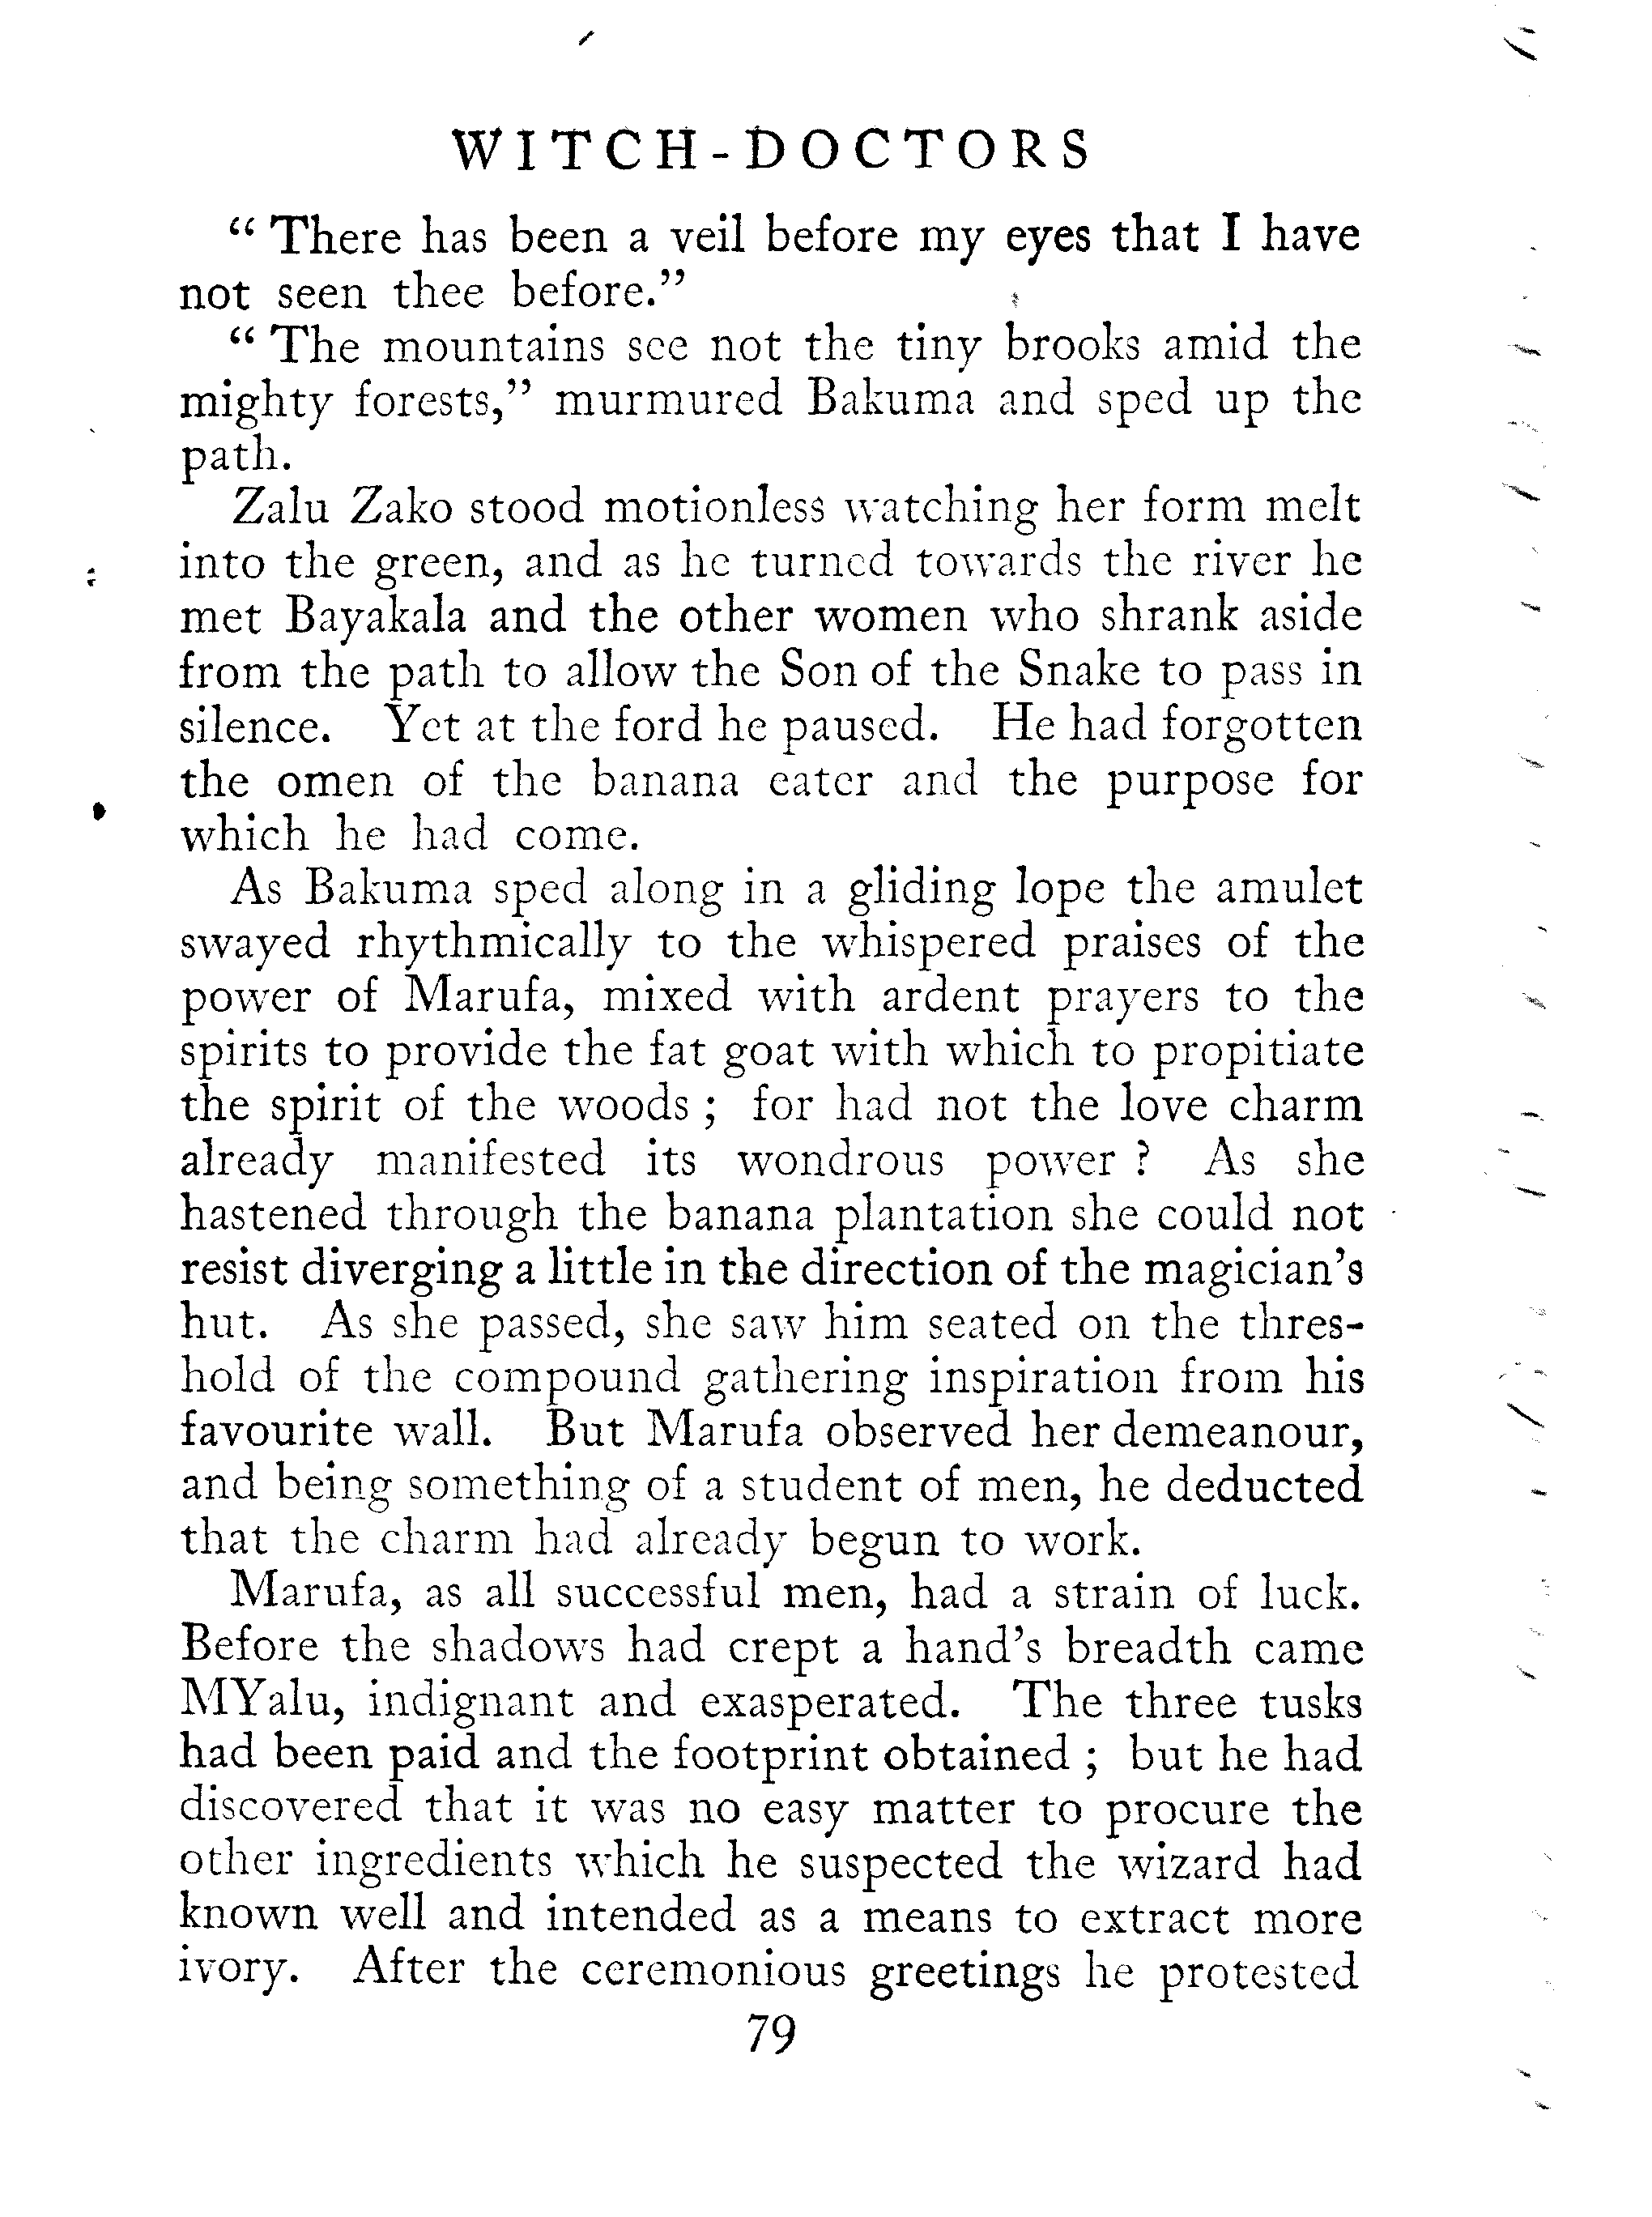 WITCH-DOCTORS
“ There has been a veil before my eyes that I have
not seen thee before.”
“ The mountains see not the tiny brooks amid the
mighty forests,” murmured Bakuma and sped up the
path.
Zalu Zako stood motionless watching her form melt
into the green, and as he turned towards the river he
met Bayakala and the other women who shrank aside
from the path to allow the Son of the Snake to pass in
silence. Yet at the ford he paused. He had forgotten
the omen of the banana eater and the purpose for
which he had come.
As Bakuma sped along in a gliding lope the amulet
swayed rhythmically to the whispered praises of the
power of Marufa, mixed with ardent prayers to the
spirits to provide the fat goat with which to propitiate
the spirit of the woods ; for had not the love charm
already manifested its wondrous power ? As she
hastened through the banana plantation she could not
resist diverging a little in the direction of the magician’s
hut. As she passed, she saw him seated on the thres-
hold of the compound gathering inspiration from his
favourite wall. But Marufa observed her demeanour,
and being something of a student of men, he deducted
that the charm had already begun to work.
Marufa, as all successful men, had a strain of luck.
Before the shadows had crept a hand’s breadth came
MYalu, indignant and exasperated. The three tusks
had been paid and the footprint obtained ; but he had
discovered that it was no easy matter to procure the
other ingredients which he suspected the wizard had
known well and intended as a means to extract more
ivory. After the ceremonious greetings he protested
79